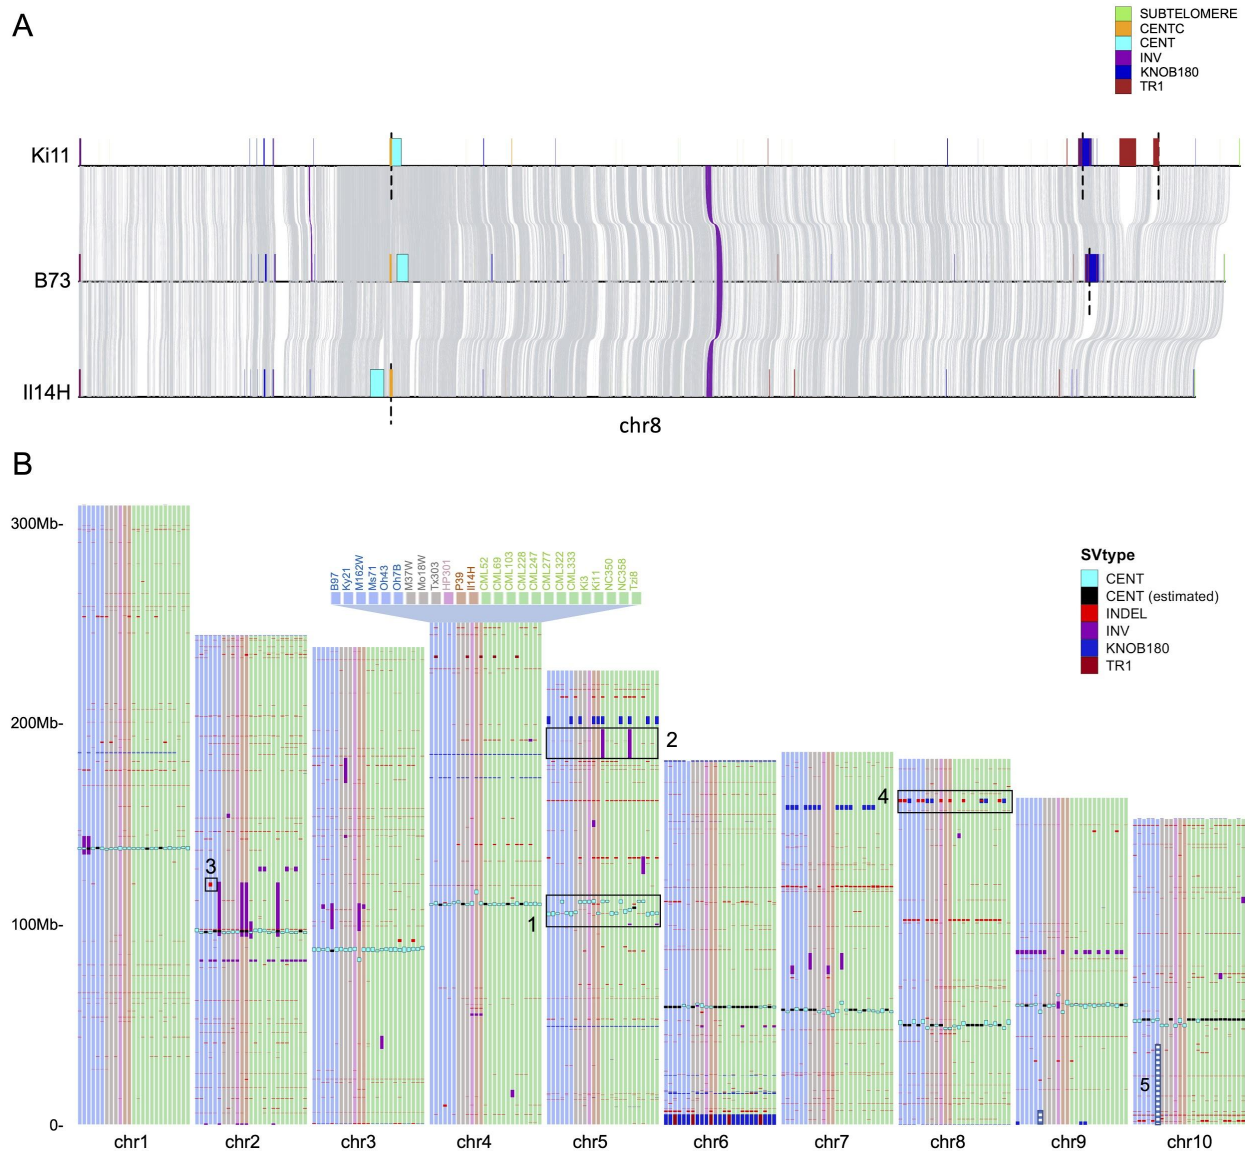 A
SUBTELOMERE
CENTC
CENT
INV
KNOB180
TR1
Ki11
B73
Il14H
chr8
B
300Mb-
200Mb-
100Mb-
0-
B97
Ky21
M162W
Ms71
Oh43
Oh7B
M37W
Mo18W
Tx303
HP301
P39
Il14H
CML52
CML69
CML103
CML228
CML247
CML277
CML322
CML333
Ki3
Ki11
NC350
NC358
Tzi8
SVtype
CENT
CENT (estimated)
INDEL
INV
KNOB180
TR1
2
4
3
1
5
chr1 chr2 chr3 chr4 chr5 chr6 chr7 chr8 chr9 chr10